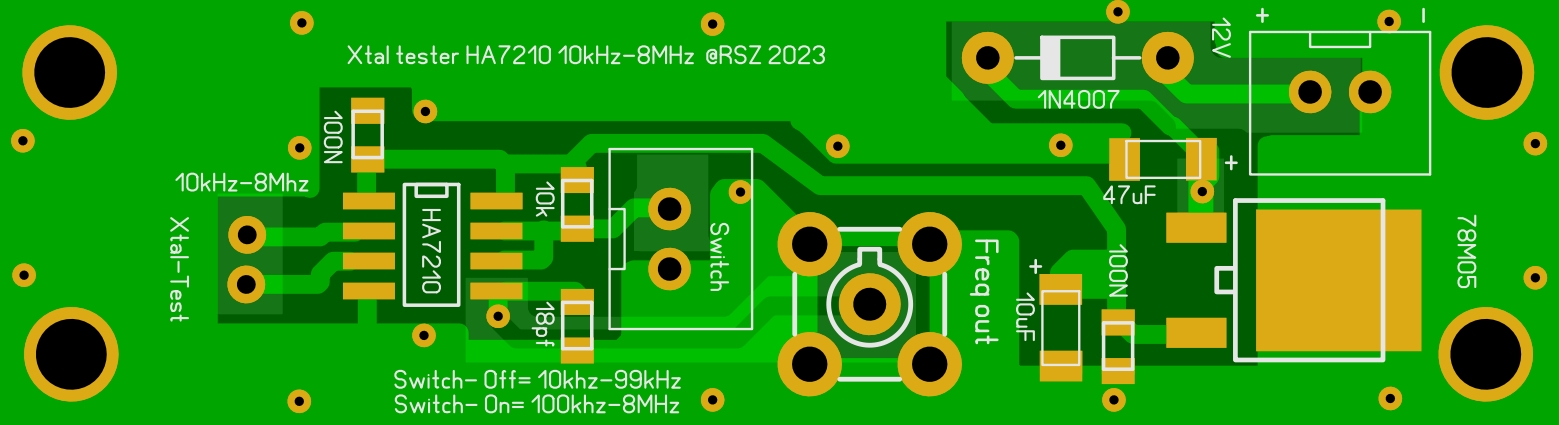 Xtal tester HA7210 10kHz-8MHz @RSZ 2023
+ -
12V
1N4007
100N
10kHz-8Mhz
Xtal-Test
HA7210
10k
18pf
Switch
+
47uF
Freq out
+
10uF
100N
78M05
Switch- Off= 10khz-99kHz
Switch- On= 100khz-8MHz